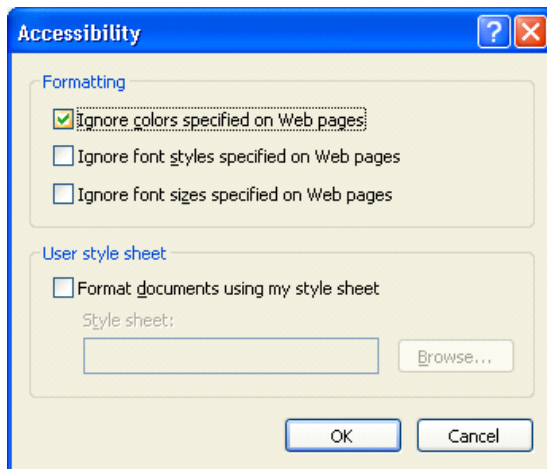 Accessibility
Formatting
Ignore colors specified on Web pages
Ignore font styles specified on Web pages
Ignore font sizes specified on Web pages
User style sheet
Format documents using my style sheet
Style sheet:
Browse...
OK Cancel